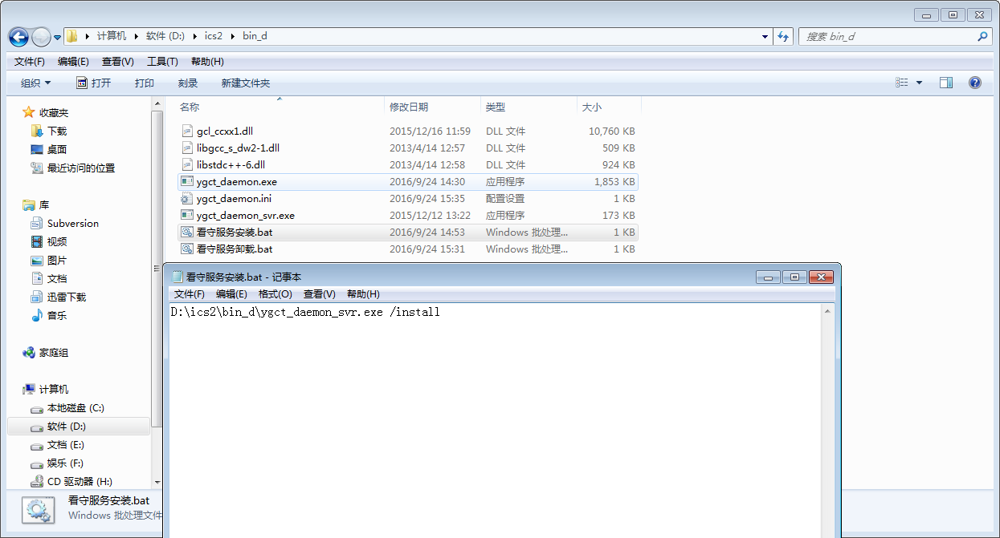 计算机 ▸ 软件 (D:) ▸ ics2 ▸ bin_d
搜索 bin_d
文件(F) 编辑(E) 查看(V) 工具(T) 帮助(H)
组织 打开 打印 刻录 新建文件夹
名称 修改日期 类型 大小
收藏夹
下载
桌面
最近访问的位置
库
Subversion
视频
图片
文档
迅雷下载
音乐
家庭组
计算机
本地磁盘 (C:)
软件 (D:)
文档 (E:)
娱乐 (F:)
CD 驱动器 (H:)
gcl_ccxx1.dll 2015/12/16 11:59 DLL 文件 10,760 KB
libgcc_s_dw2-1.dll 2013/4/14 12:57 DLL 文件 509 KB
libstdc++-6.dll 2013/4/14 12:58 DLL 文件 924 KB
ygct_daemon.exe 2016/9/24 14:30 应用程序 1,853 KB
ygct_daemon.ini 2016/9/24 15:35 配置设置 1 KB
ygct_daemon_svr.exe 2015/12/12 13:22 应用程序 173 KB
看守服务安装.bat 2016/9/24 14:53 Windows 批处理... 1 KB
看守服务卸载.bat 2016/9/24 15:31 Windows 批处理... 1 KB
看守服务安装.bat - 记事本
文件(F) 编辑(E) 格式(O) 查看(V) 帮助(H)
D:\ics2\bin_d\ygct_daemon_svr.exe /install
看守服务安装.bat
Windows 批处理文件